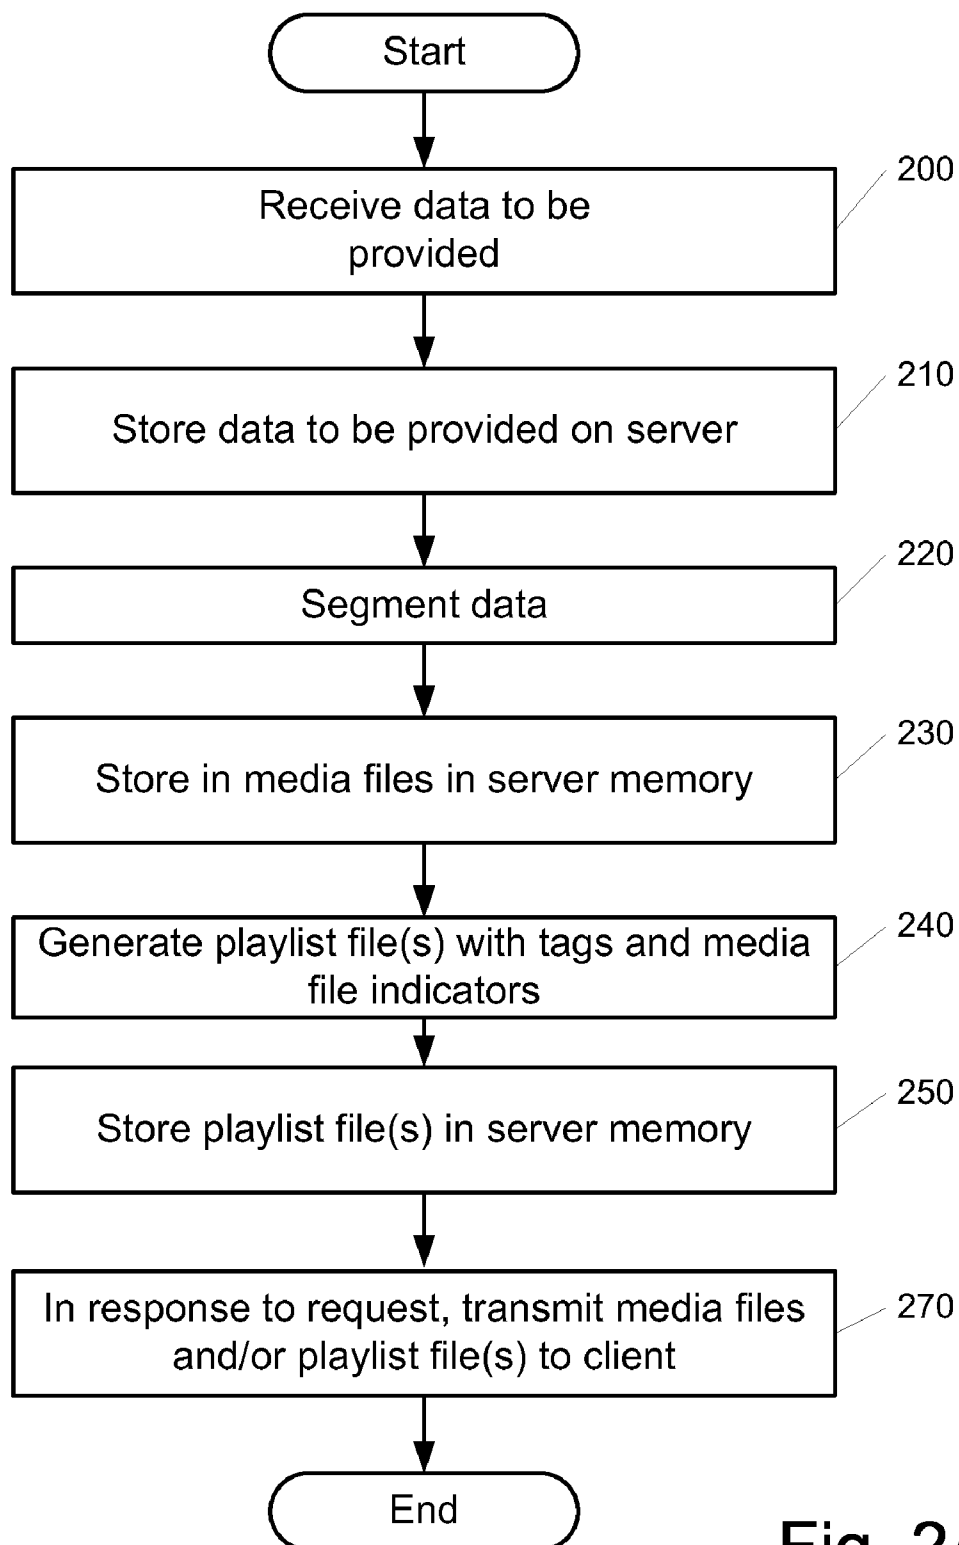 Start
200
Receive data to be
provided
210
Store data to be provided on server
220
Segment data
230
Store in media files in server memory
240
Generate playlist file(s) with tags and media
file indicators
250
Store playlist file(s) in server memory
270
In response to request, transmit media files
and/or playlist file(s) to client
End
Fig.